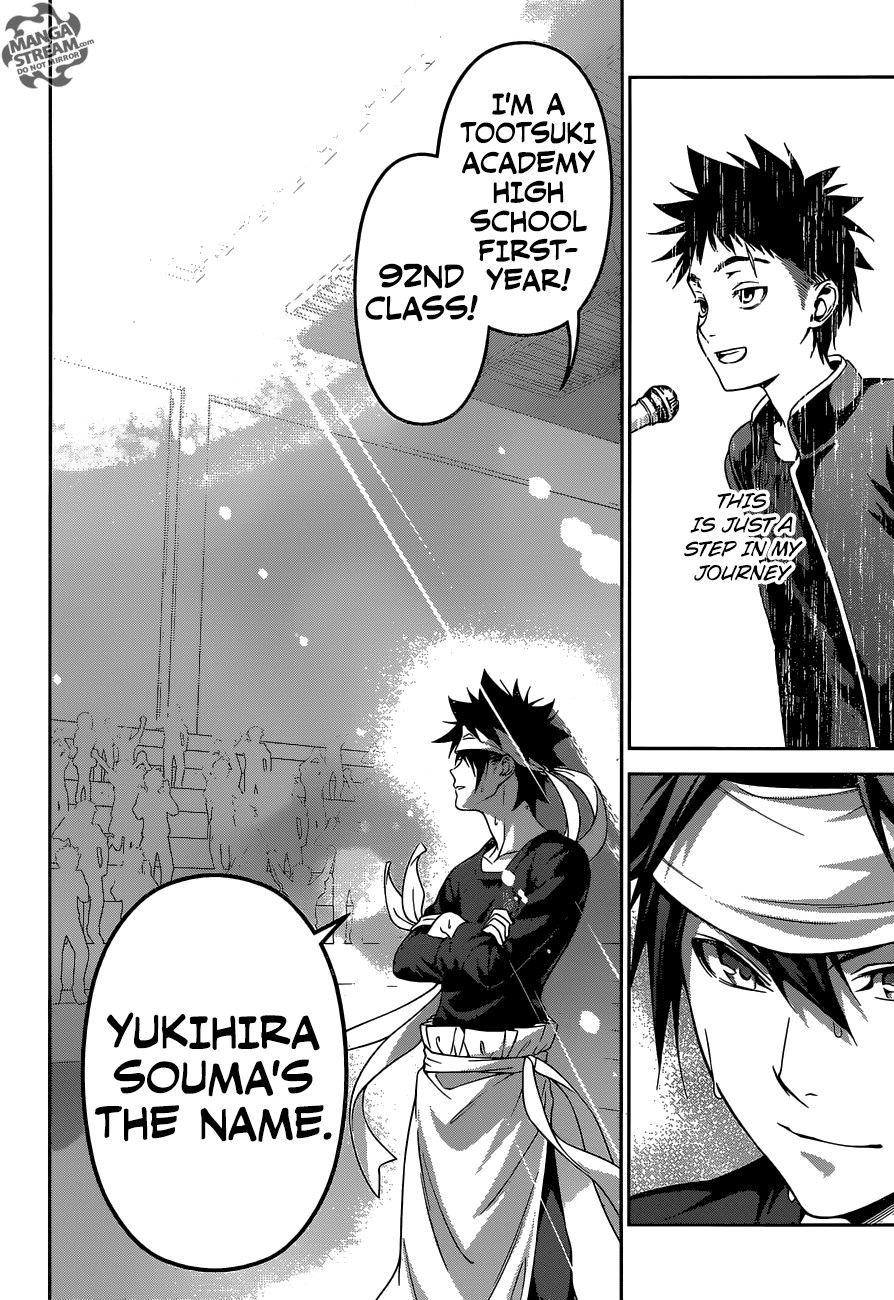 MANGA
STREAM.com
DO NOT MIRROR
THIS
IS JUST A
STEP IN MY
JOURNEY
I'M A
TOOTSUKI
ACADEMY
HIGH
SCHOOL
FIRST-
YEAR!
92ND
CLASS!
YUKIHIRA
SOUMA'S
THE NAME.